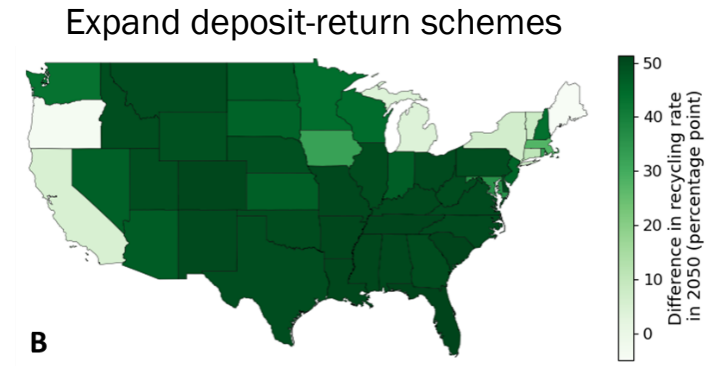 Expand deposit-return schemes
50
40
30
20
10
0
Difference in recycling rate
in 2050 (percentage point)
B